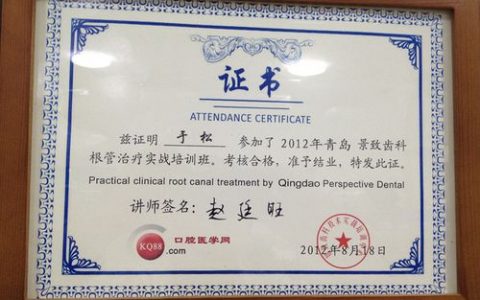 证书
ATTENDANCE CERTIFICATE
兹证明 于松 参加了2012年青岛 景致齿科
根管治疗实战培训班。考核合格，准予结业，特发此证。
Practical clinical root canal treatment by Qingdao Perspective Dental
讲师签名：赵廷旺
KQ88 口腔医学网
.com
2012年8月18日